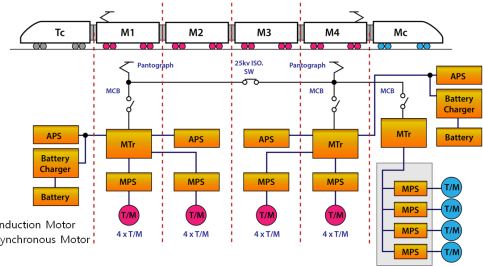 Tc M1 M2 M3 M4 Mc
Pantograph 25kv ISO. Pantograph
SW
MCB MCB MCB
APS
Battery
Charger
Battery
APS MTr APS APS MTr MTr
Battery
Charger
Battery
MPS MPS MPS MPS
T/M T/M T/M T/M
4 x T/M 4 x T/M 4 x T/M 4 x T/M
MPS T/M
MPS T/M
MPS T/M
MPS T/M
nduction Motor
ynchronous Motor